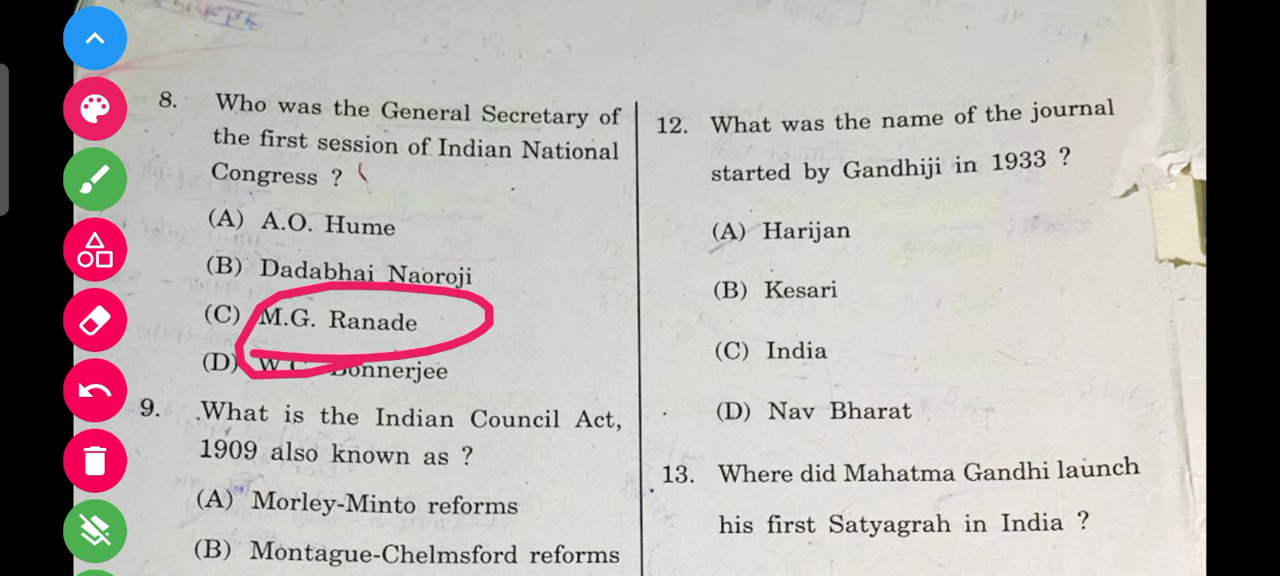 8. Who was the General Secretary of
the first session of Indian National
Congress ?
(A) A.O. Hume
(B) Dadabhai Naoroji
(C) M.G. Ranade
(D) W C Bonnerjee
9. What is the Indian Council Act,
1909 also known as ?
(A) Morley-Minto reforms
(B) Montague-Chelmsford reforms
12. What was the name of the journal
started by Gandhiji in 1933 ?
(A) Harijan
(B) Kesari
(C) India
(D) Nav Bharat
13. Where did Mahatma Gandhi launch
his first Satyagrah in India ?